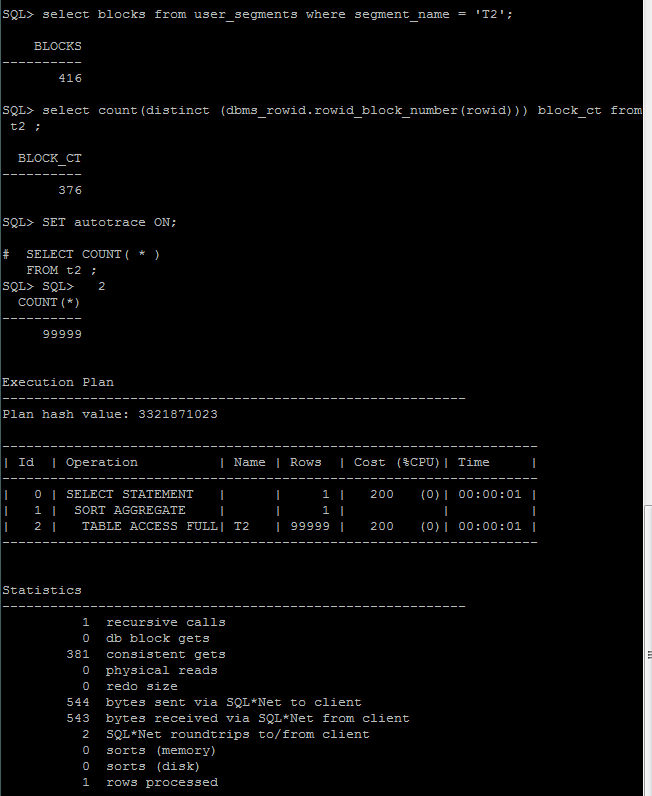 SQL> select blocks from user_segments where segment_name = 'T2';
    BLOCKS
----------
       416
SQL> select count(distinct (dbms_rowid.rowid_block_number(rowid))) block_ct from
 t2 ;
  BLOCK_CT
----------
       376
SQL> SET autotrace ON;
#  SELECT COUNT( * )
   FROM t2 ;
SQL> SQL>   2
  COUNT(*)
----------
     99999
Execution Plan
----------------------------------------------------------
Plan hash value: 3321871023
-------------------------------------------------------------------
| Id  | Operation          | Name | Rows  | Cost (%CPU)| Time     |
-------------------------------------------------------------------
|   0 | SELECT STATEMENT   |      |     1 |   200   (0)| 00:00:01 |
|   1 |  SORT AGGREGATE    |      |     1 |            |          |
|   2 |   TABLE ACCESS FULL| T2   | 99999 |   200   (0)| 00:00:01 |
-------------------------------------------------------------------
Statistics
----------------------------------------------------------
          1  recursive calls
          0  db block gets
        381  consistent gets
          0  physical reads
          0  redo size
        544  bytes sent via SQL*Net to client
        543  bytes received via SQL*Net from client
          2  SQL*Net roundtrips to/from client
          0  sorts (memory)
          0  sorts (disk)
          1  rows processed